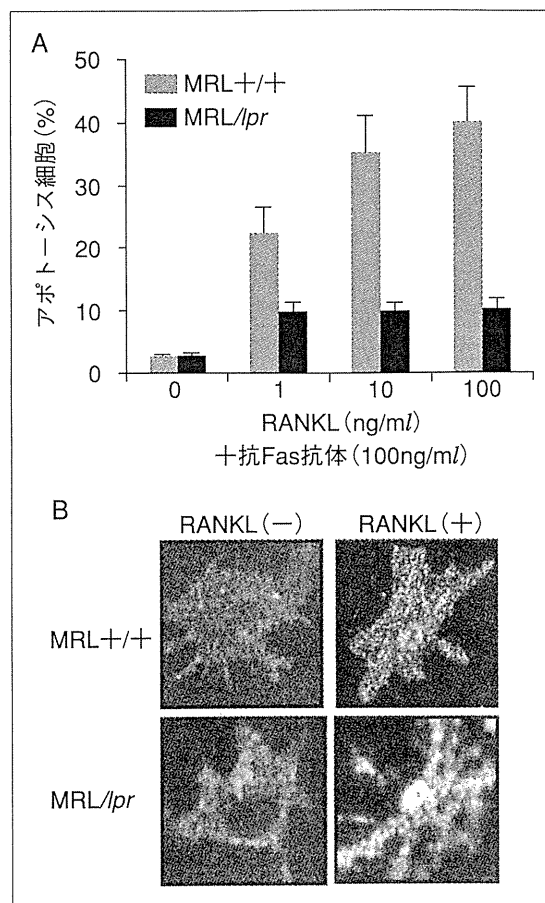 A
アポトーシス細胞(%)
50
40
30
20
10
0
MRL+/+
MRL/lpr
0 1 10 100
RANKL(ng/ml)
+抗Fas抗体(100ng/ml)
B
RANKL(-) RANKL(+)
MRL+/+
MRL/lpr